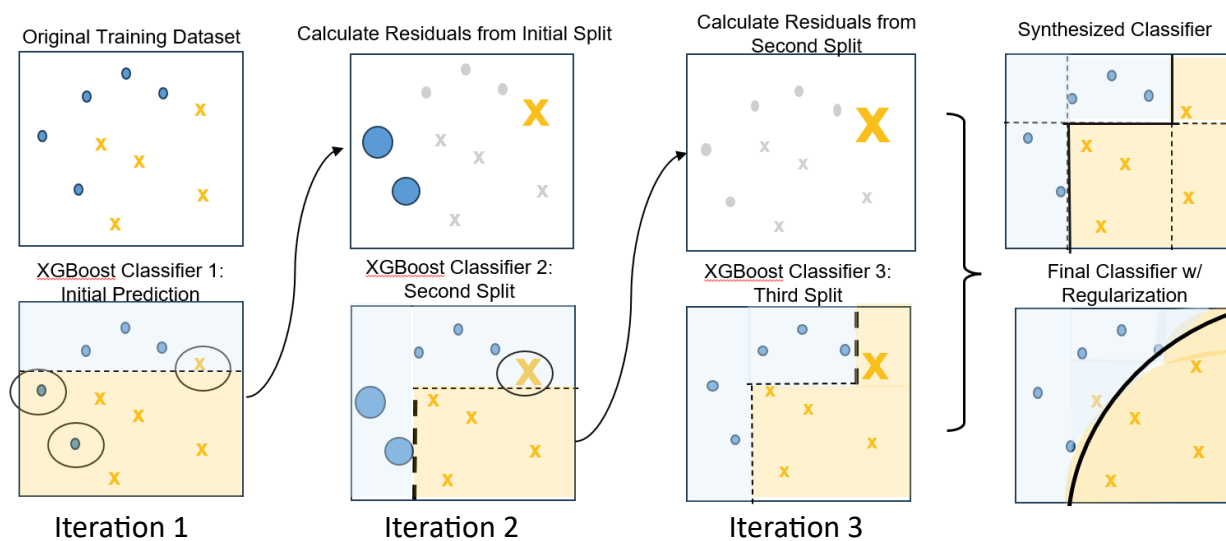 Original Training Dataset
Calculate Residuals from Initial Split
Calculate Residuals from
Second Split
Synthesized Classifier
XGBoost Classifier 1:
Initial Prediction
XGBoost Classifier 2:
Second Split
XGBoost Classifier 3:
Third Split
Final Classifier w/
Regularization
Iteration 1
Iteration 2
Iteration 3